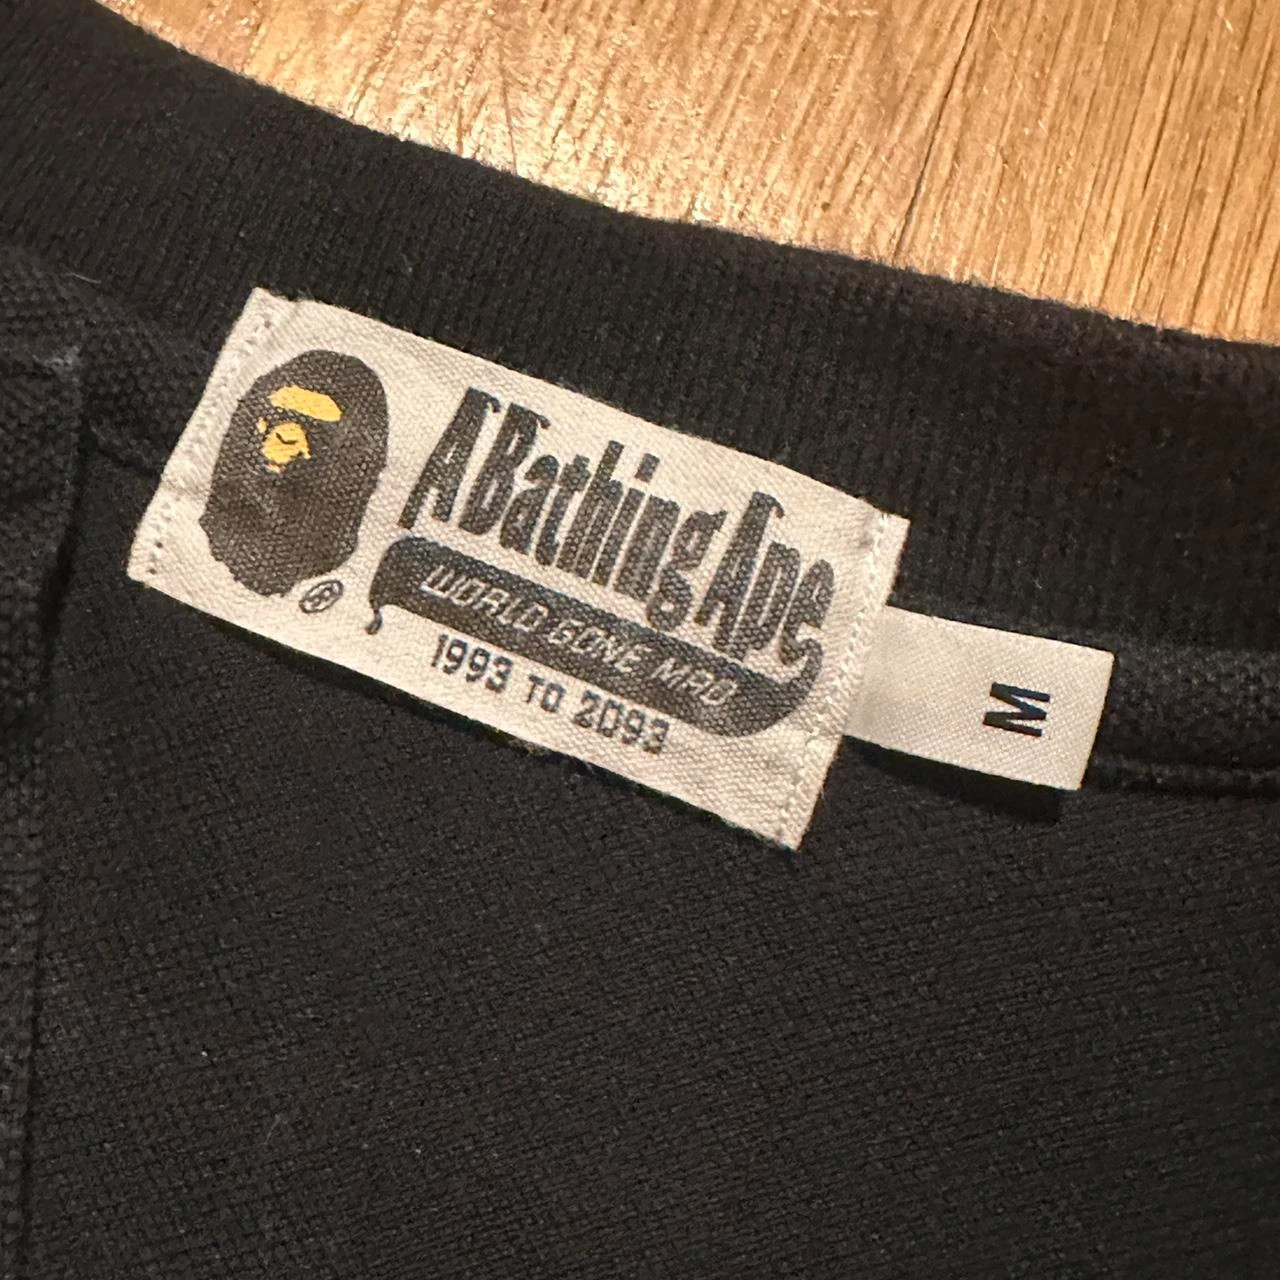 A Bathing Ape
WORLD GONE MAD
1993 TO 2093
®
M